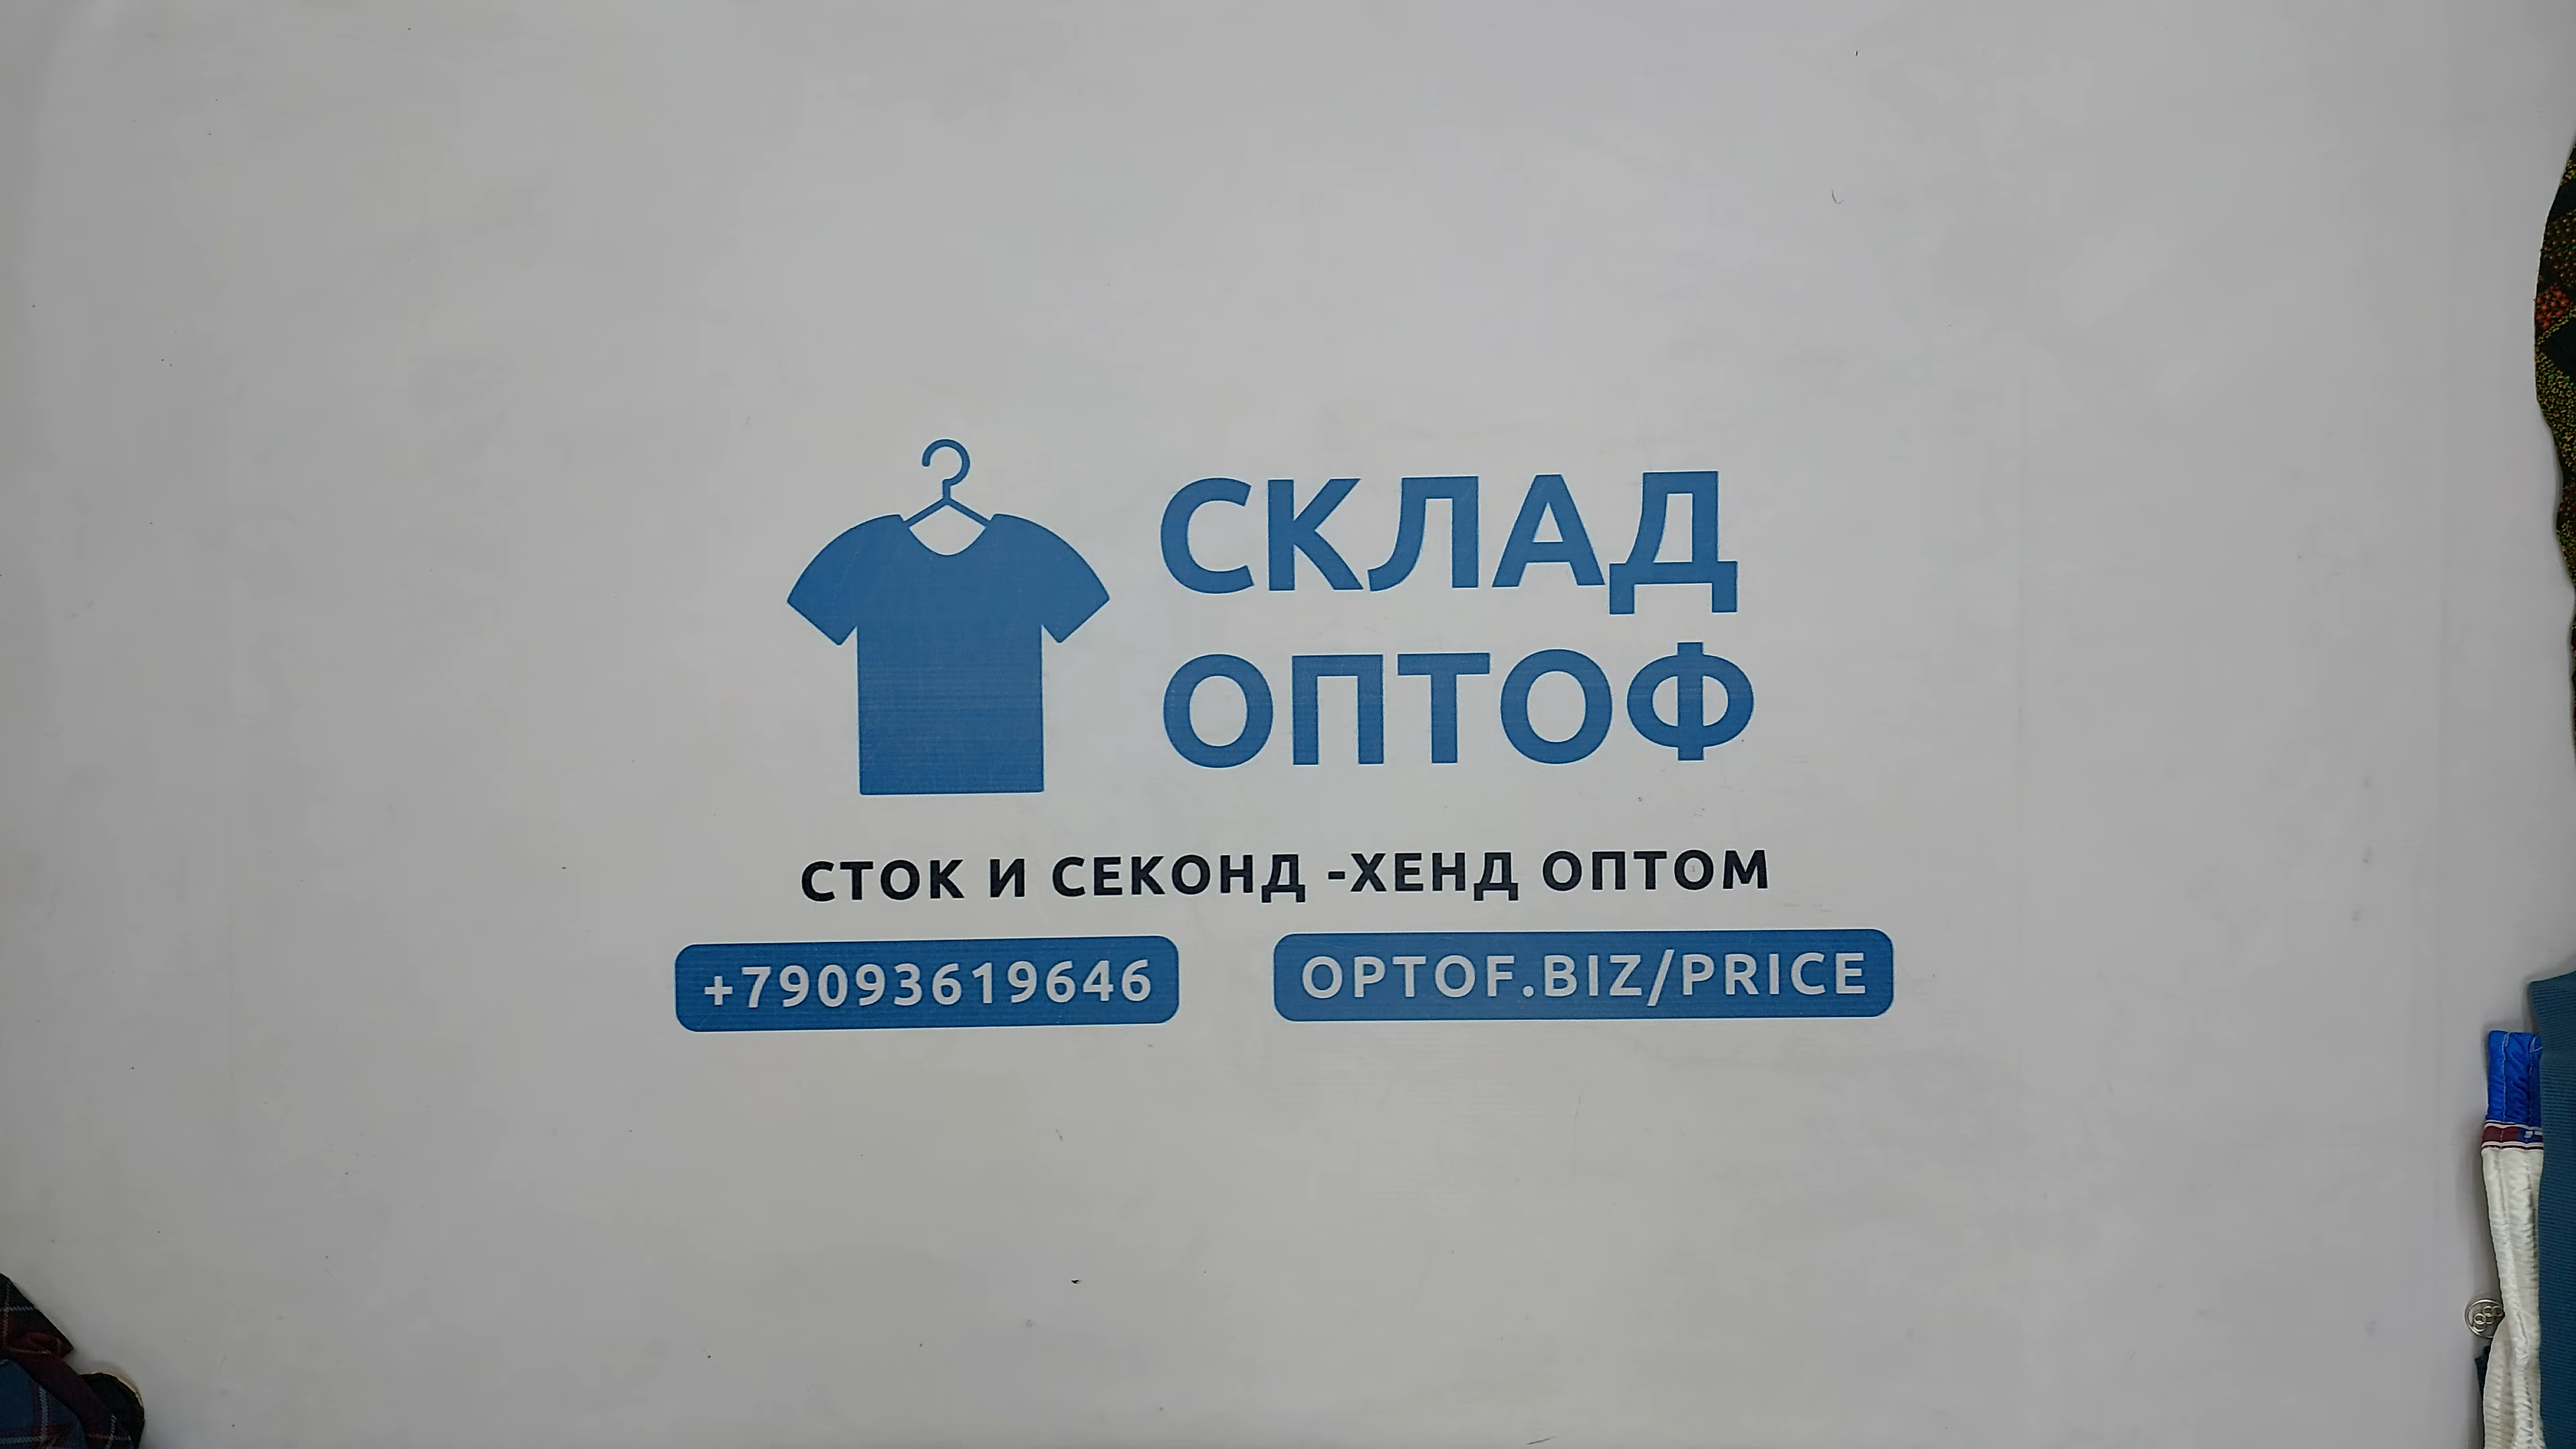 СКЛАД
ОПТОФ
СТОК И СЕКОНД -ХЕНД ОПТОМ
+79093619646
OPTOF.BIZ/PRICE